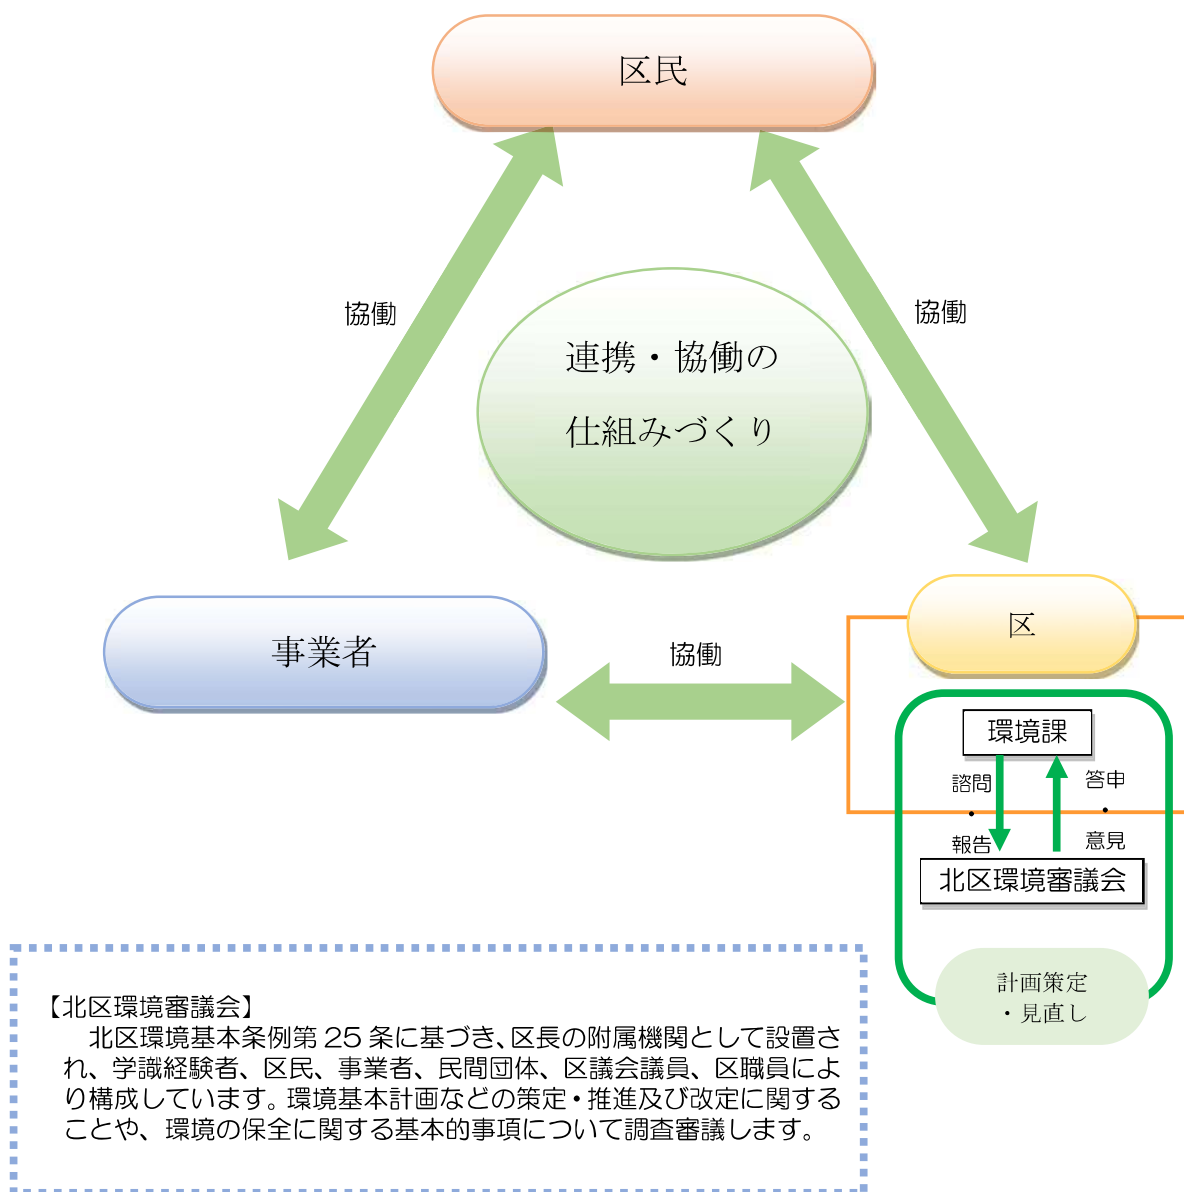 区民
協働
協働
連携・協働の
仕組みづくり
事業者
協働
区
環境課
諮問
・
報告
答申
・
意見
北区環境審議会
計画策定
・見直し
【北区環境審議会】
北区環境基本条例第 25 条に基づき、区長の附属機関として設置さ
れ、学識経験者、区民、事業者、民間団体、区議会議員、区職員によ
り構成しています。環境基本計画などの策定・推進及び改定に関する
ことや、環境の保全に関する基本的事項について調査審議します。